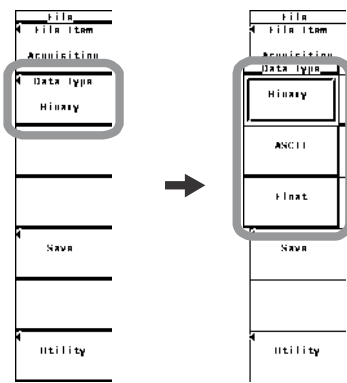 File
File Item
Acquisition
Data Type
Binary
Save
Utility
File
File Item
Acquisition
Data Type
Binary
ASCII
Float
Save
Utility